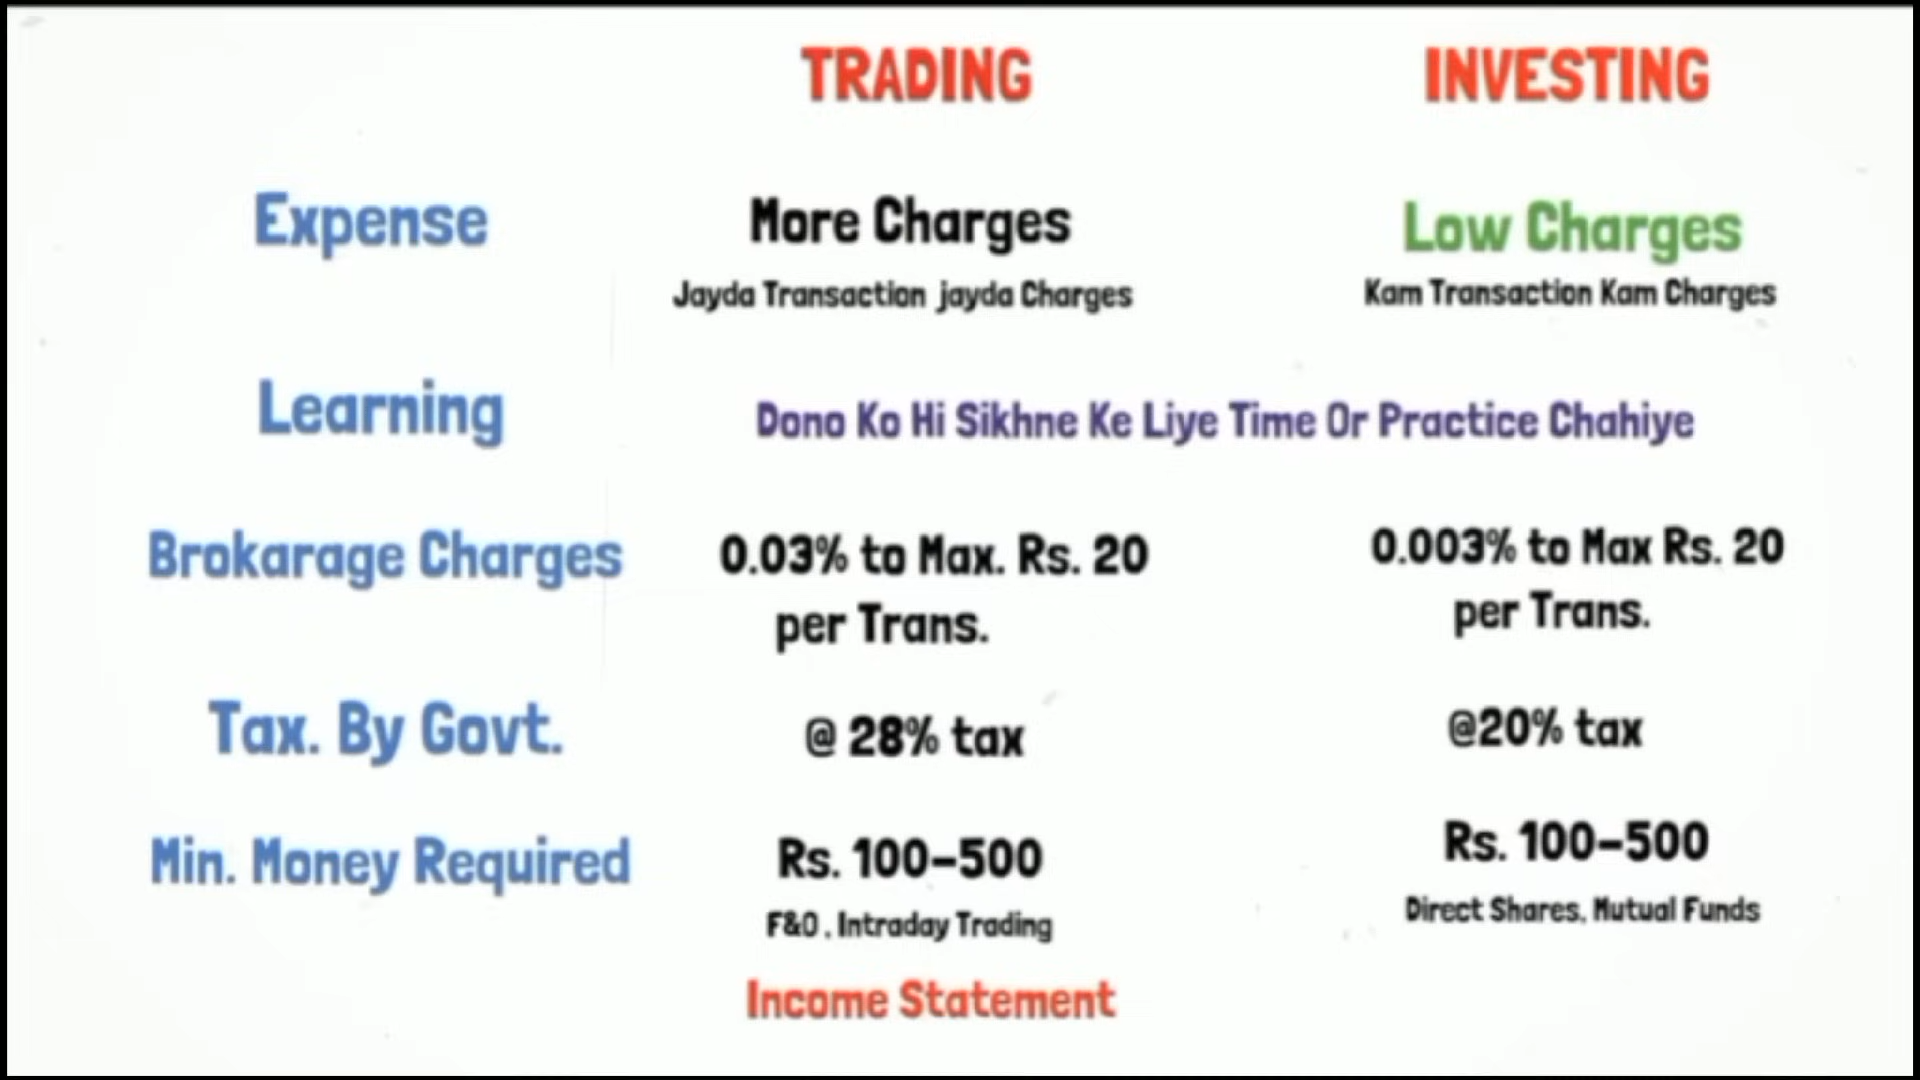 TRADING INVESTING
Expense More Charges Low Charges
Jayda Transaction jayda Charges Kam Transaction Kam Charges
Learning Dono Ko Hi Sikhne Ke Liye Time Or Practice Chahiye
Brokarage Charges 0.03% to Max. Rs. 20 0.003% to Max Rs. 20
per Trans. per Trans.
Tax. By Govt. @ 28% tax @20% tax
Min. Money Required Rs. 100-500 Rs. 100-500
F&O . Intraday Trading Direct Shares, Mutual Funds
Income Statement